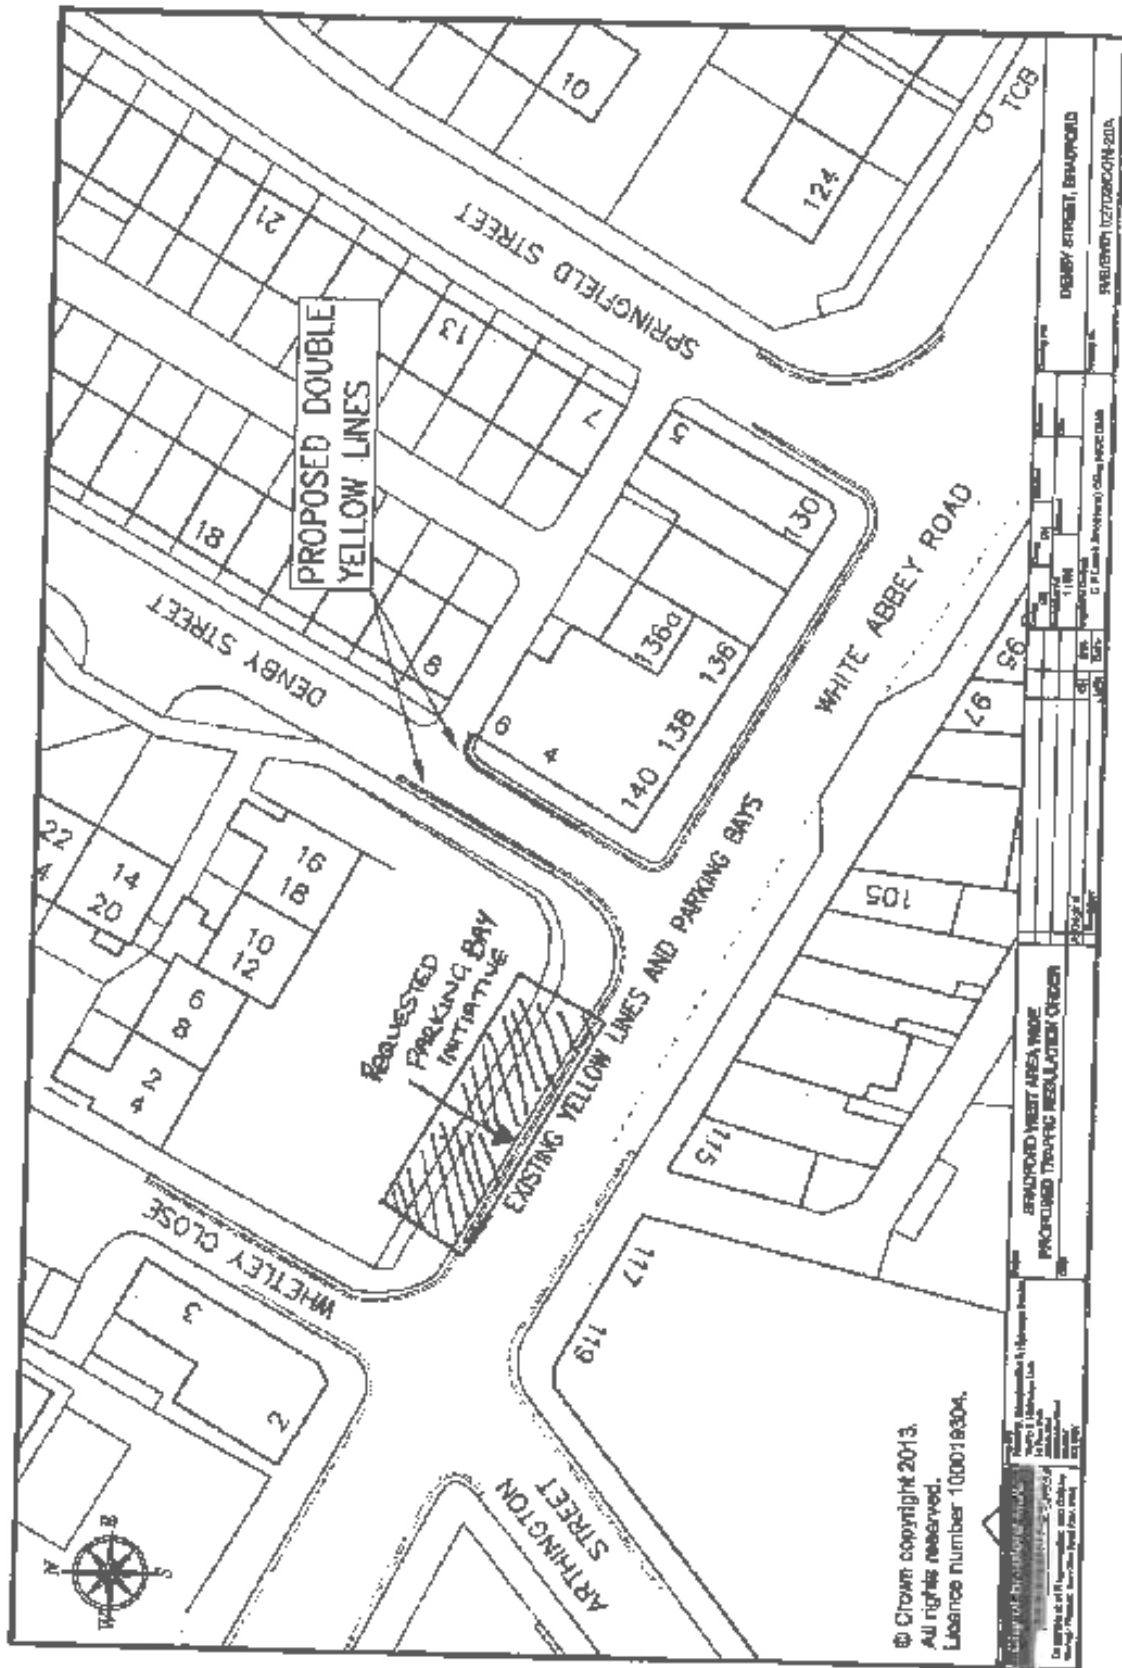 N
W
E
S
22
4
14
20
16
18
10
12
6
8
2
4
3
2
WHETLEY CLOSE
DENBY STREET
18
8
PROPOSED DOUBLE
YELLOW LINES
21
13
7
SPRINGFIELD STREET
10
124
TCB
REQUESTED
PARKING BAY
INITIATIVE
EXISTING YELLOW LINES AND PARKING BAYS
6
4
140
138
136
136a
130
5
WHITE ABBEY ROAD
95
97
105
115
117
119
ARTHINGTON
STREET
© Crown copyright 2013.
All rights reserved.
Licence number 100019304.
BRADFORD WEST AREA WIDE
PROPOSED TRAFFIC REGULATION ORDER
DENBY STREET, BRADFORD